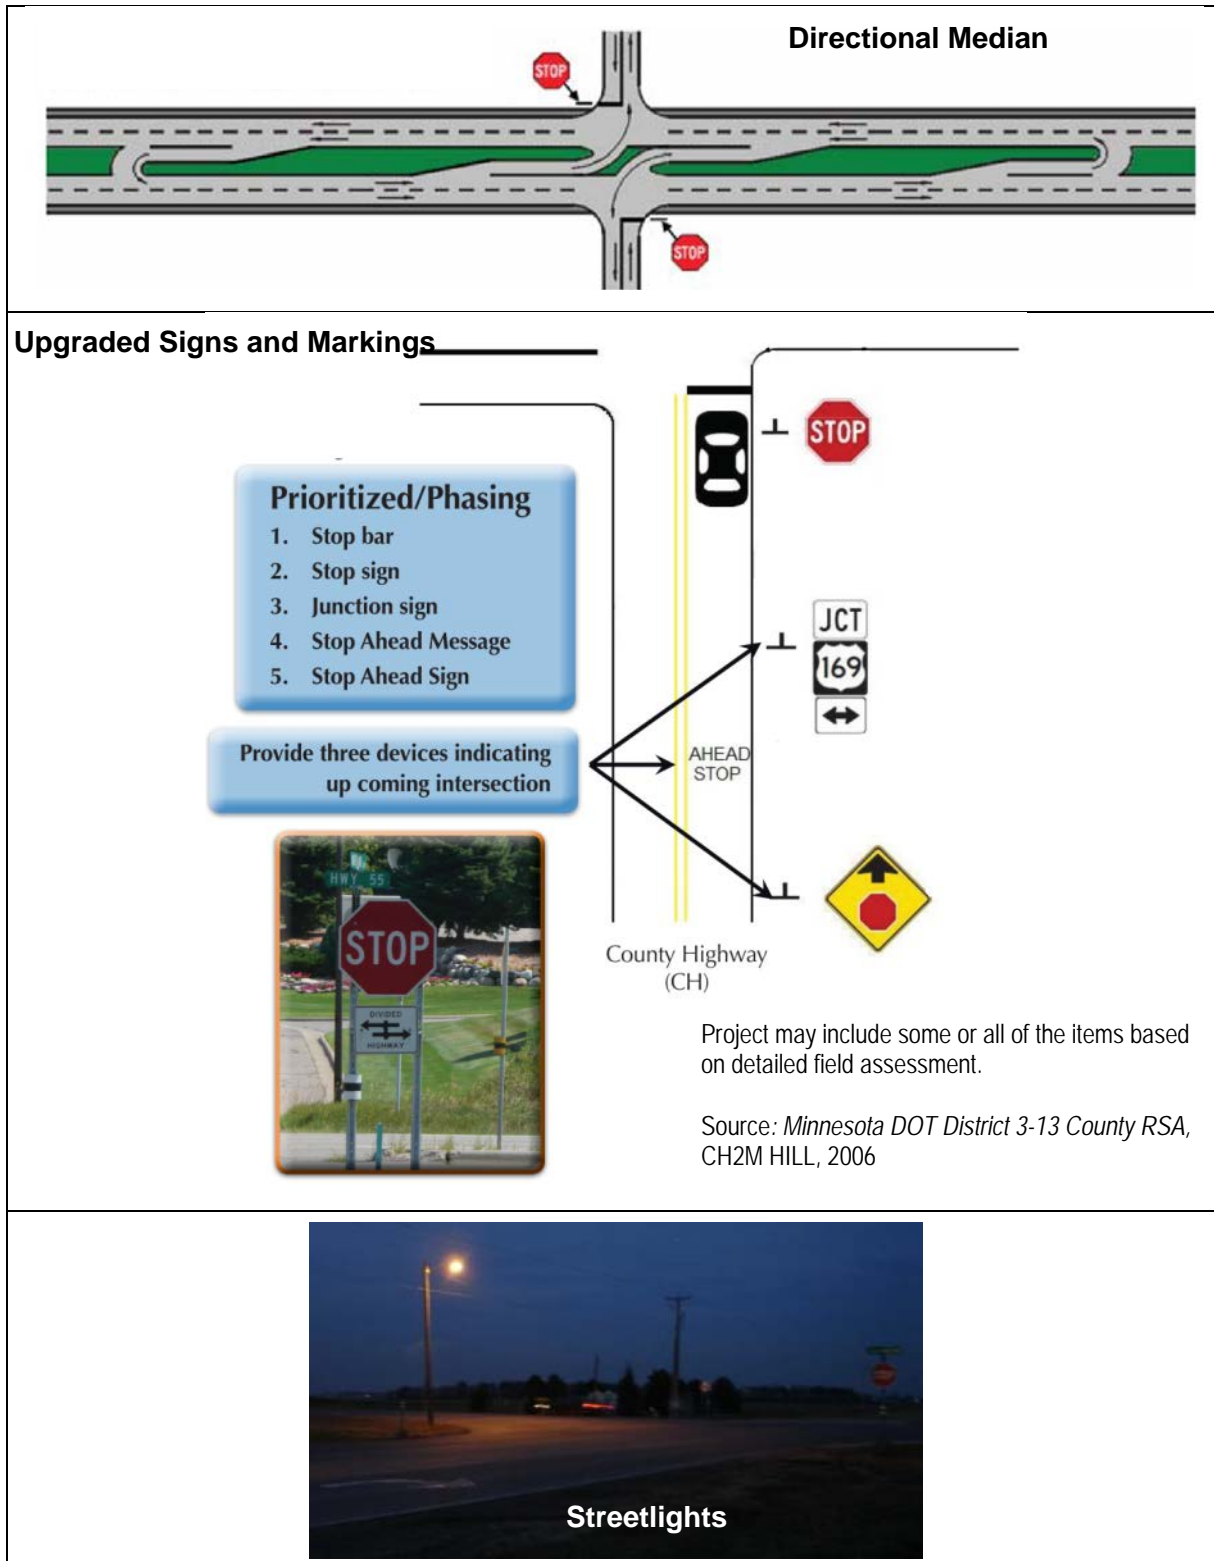 Directional Median
STOP
STOP
Upgraded Signs and Markings
STOP
Prioritized/Phasing
1. Stop bar
2. Stop sign
3. Junction sign
4. Stop Ahead Message
5. Stop Ahead Sign
JCT
169
Provide three devices indicating
up coming intersection
AHEAD
STOP
HWY 55
STOP
DIVIDED
HIGHWAY
County Highway
(CH)
Project may include some or all of the items based
on detailed field assessment.
Source: Minnesota DOT District 3-13 County RSA,
CH2M HILL, 2006
Streetlights